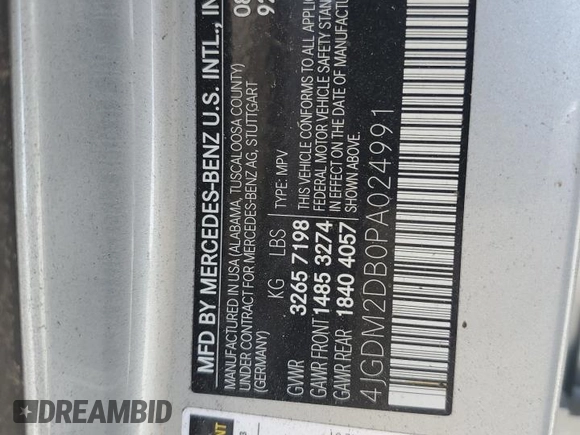 MFD BY MERCEDES-BENZ U.S. INTL., IN
MANUFACTURED IN USA (ALABAMA, TUSCALOOSA COUNTY)
UNDER CONTRACT FOR MERCEDES-BENZ AG, STUTTGART
(GERMANY)
KG LBS TYPE: MPV
GVWR 3265 7198
GAWR FRONT 1485 3274
GAWR REAR 1840 4057
THIS VEHICLE CONFORMS TO ALL APPLI
FEDERAL MOTOR VEHICLE SAFETY STAN
IN EFFECT ON THE DATE OF MANUFACTUR
SHOWN ABOVE.
4JGDM2DB0PA024991
DREAMBID